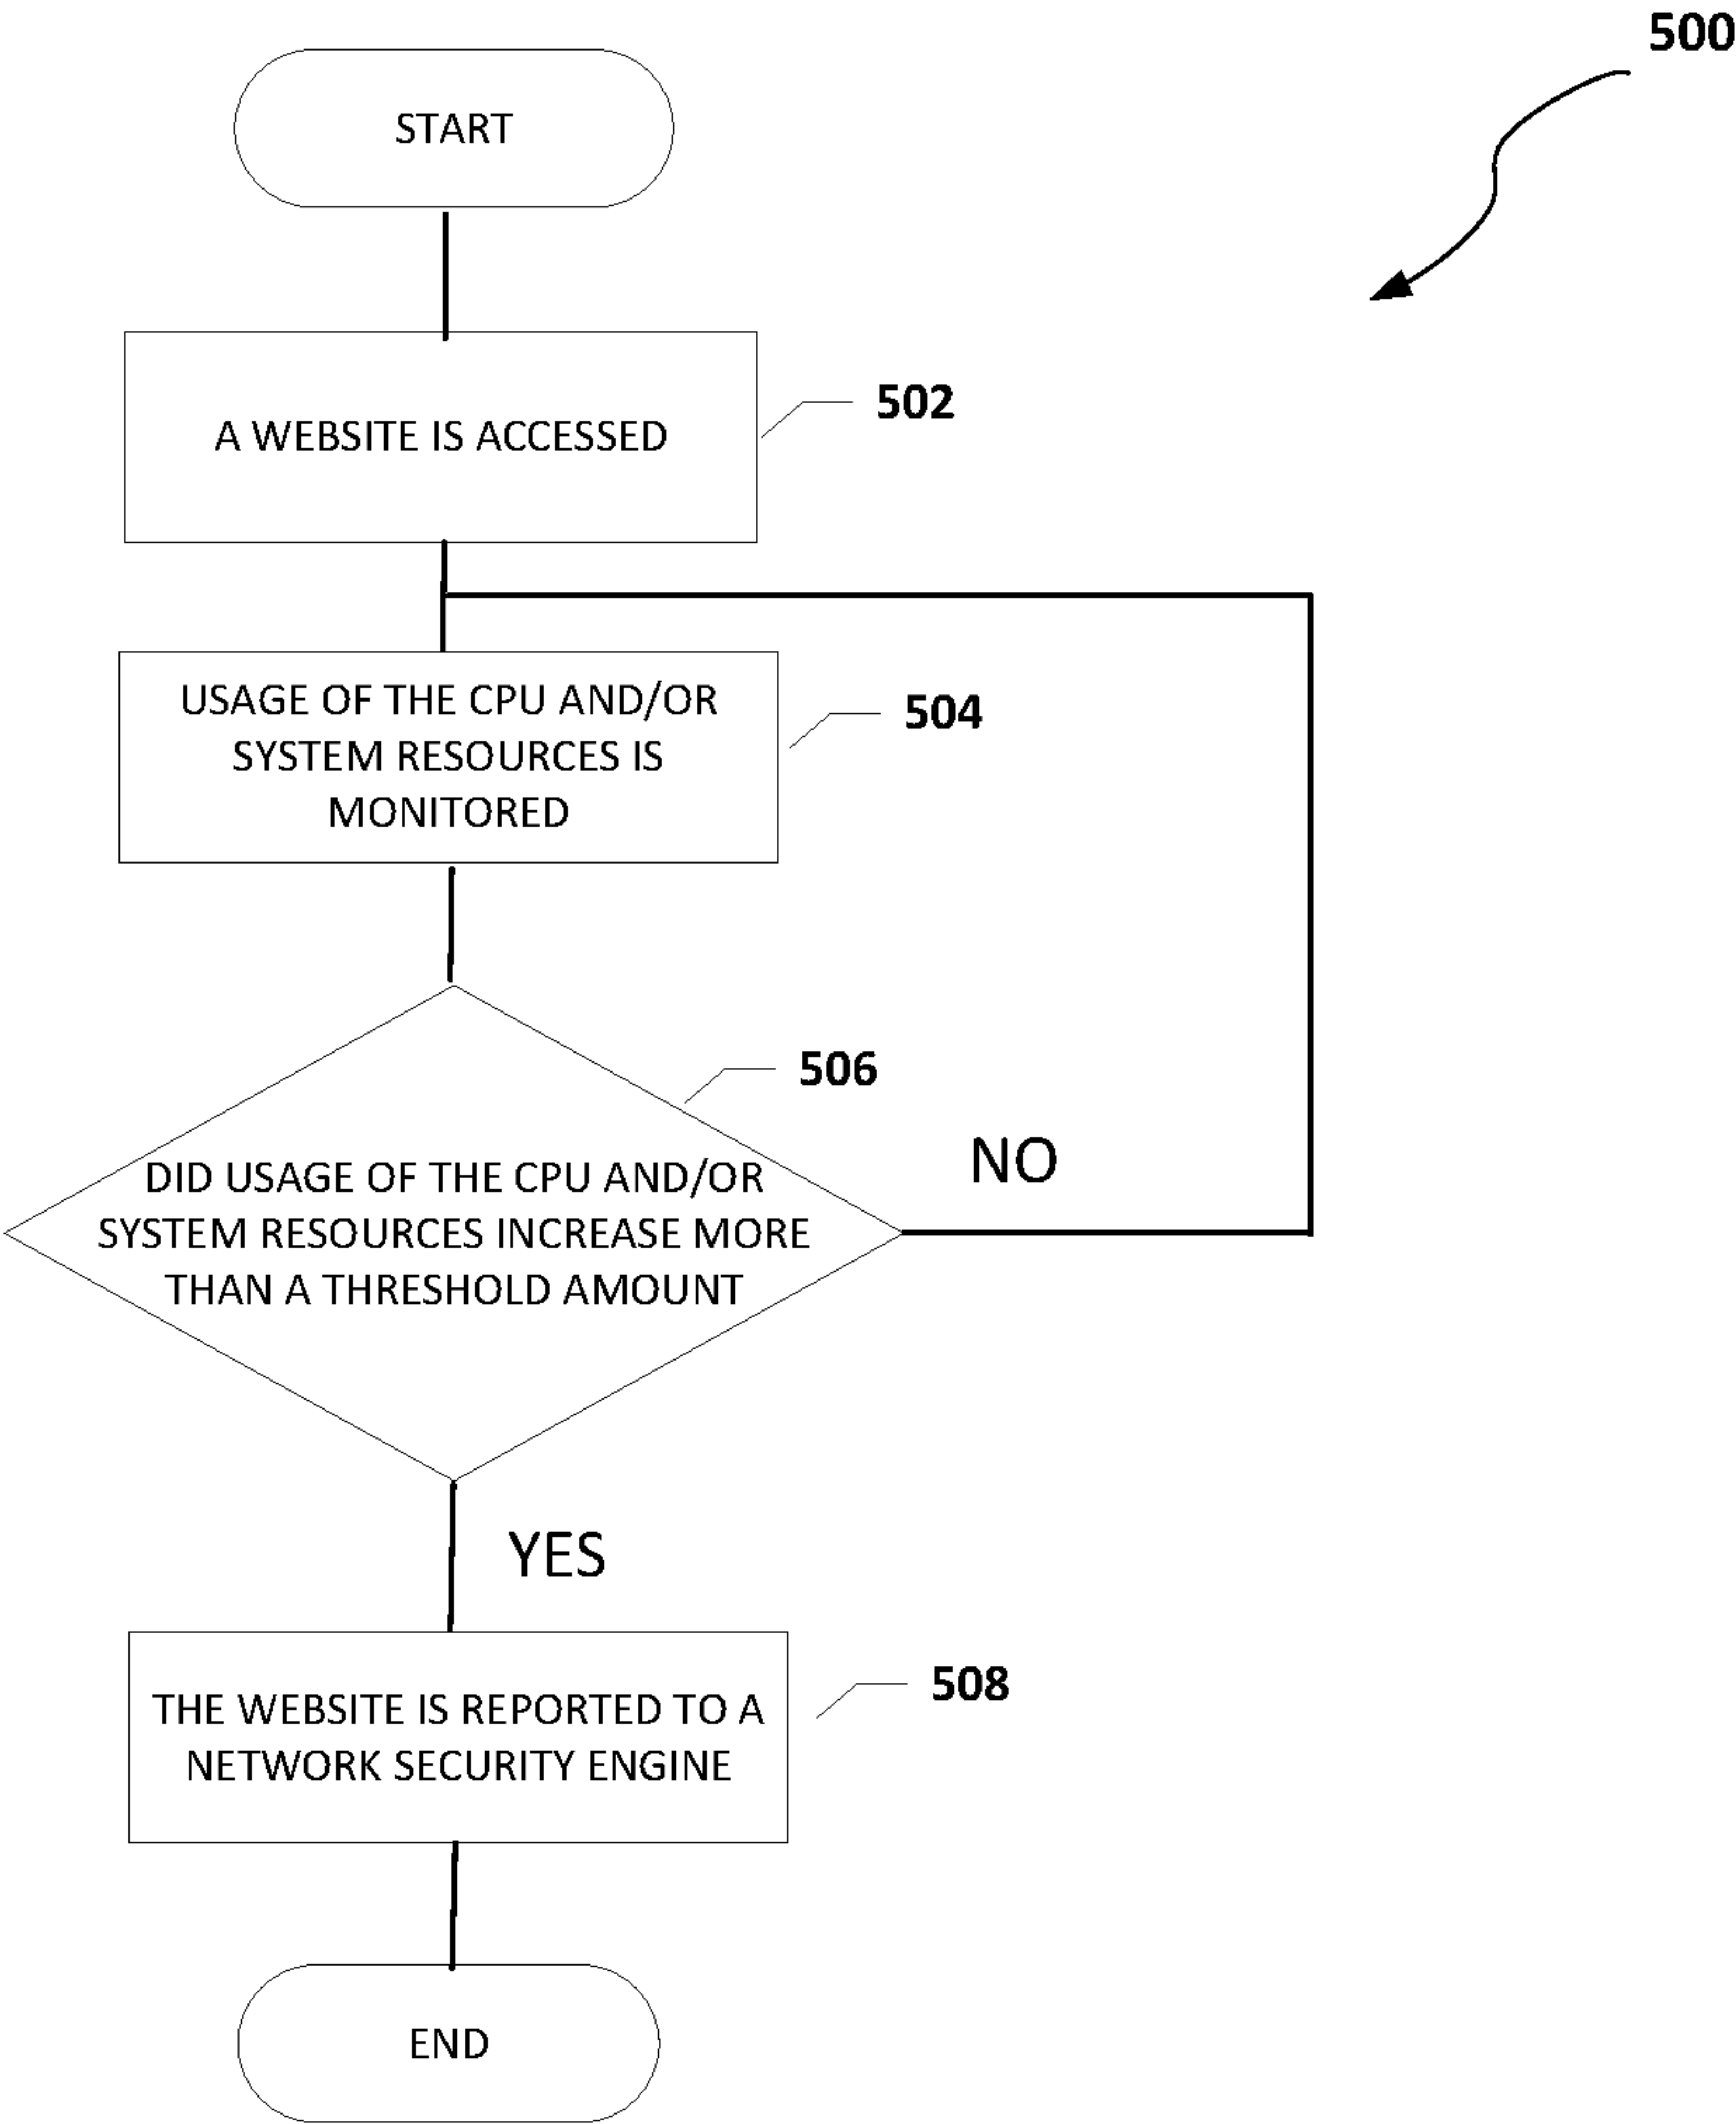 500
START
A WEBSITE IS ACCESSED
502
USAGE OF THE CPU AND/OR
SYSTEM RESOURCES IS
MONITORED
504
506
DID USAGE OF THE CPU AND/OR
SYSTEM RESOURCES INCREASE MORE
THAN A THRESHOLD AMOUNT
NO
YES
THE WEBSITE IS REPORTED TO A
NETWORK SECURITY ENGINE
508
END